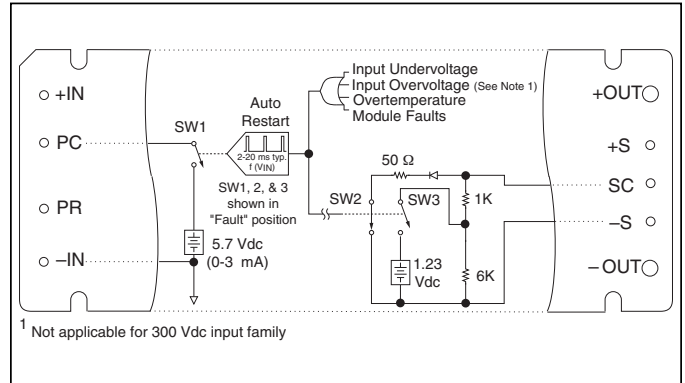 +IN
PC
PR
–IN
SW1
Auto
Restart
2-20 ms typ.
f (VIN)
SW1, 2, & 3
shown in
"Fault" position
5.7 Vdc
(0-3 mA)
Input Undervoltage
Input Overvoltage (See Note 1)
Overtemperature
Module Faults
50 Ω
SW2
SW3
1K
1.23
Vdc
6K
+OUT
+S
SC
–S
–OUT
1 Not applicable for 300 Vdc input family